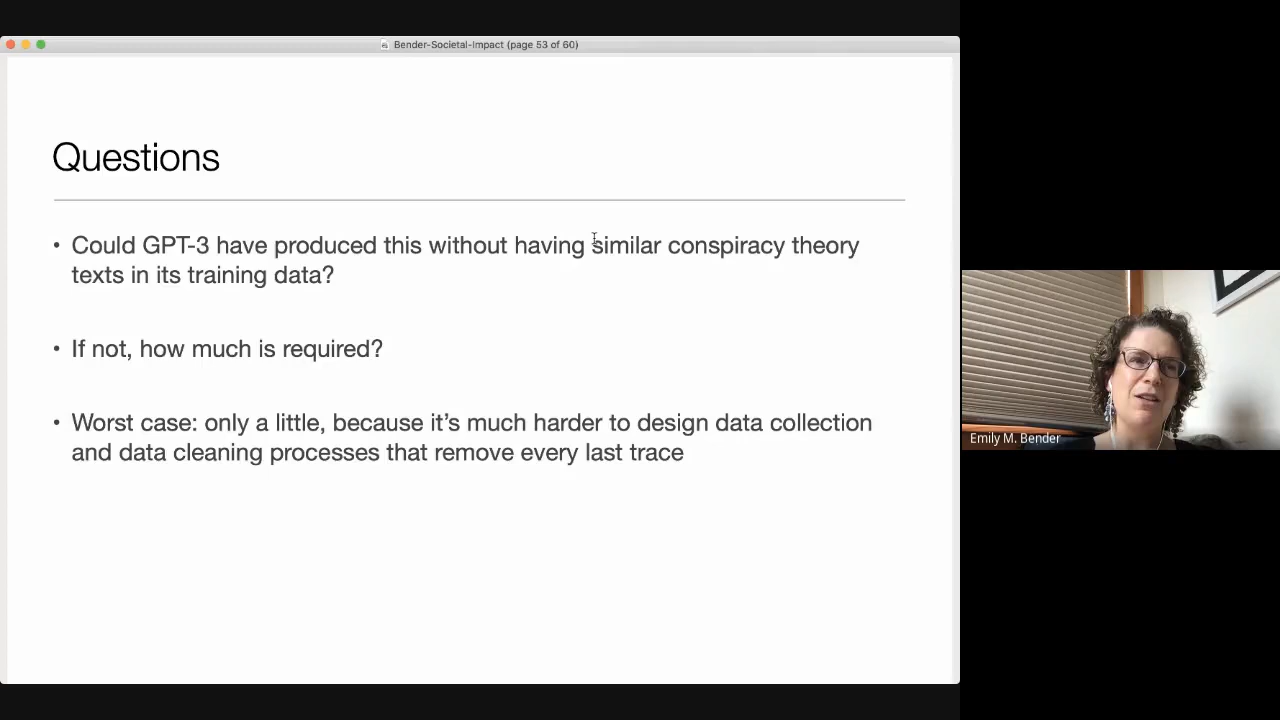 Bender-Societal-Impact (page 53 of 60)
Questions
• Could GPT-3 have produced this without having similar conspiracy theory
texts in its training data?
• If not, how much is required?
• Worst case: only a little, because it’s much harder to design data collection
and data cleaning processes that remove every last trace
Emily M. Bender